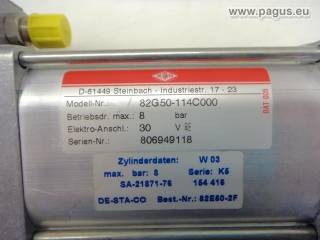 © www.pagus.eu
D-61449 Steinbach - Industriestr. 17 - 23
Modell-Nr.: 82G50-114C000
Betriebsdr. max.: 8 bar
Elektro-Anschl.: 30 V
Serien-Nr.: 806949118
DAT 005
Zylinderdaten: W 03
max. bar: 8 Serie: K5
SA-21871-76 154 416
DE-STA-CO Best.-Nr.: 82E50-2F